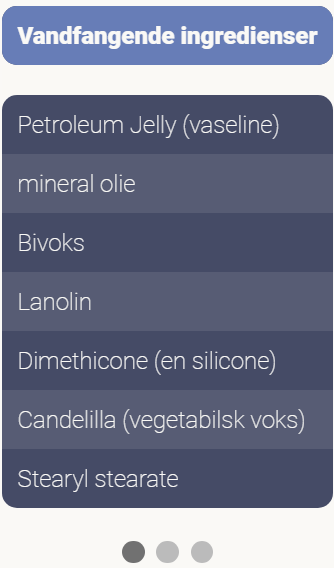 Vandfangende ingredienser
Petroleum Jelly (vaseline)
mineral olie
Bivoks
Lanolin
Dimethicone (en silicone)
Candelilla (vegetabilsk voks)
Stearyl stearate